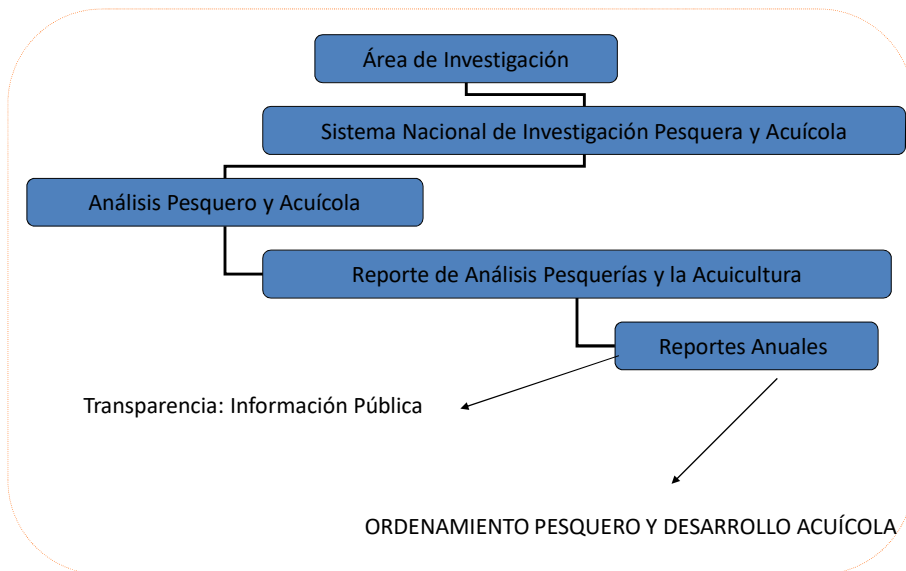 Área de Investigación
Sistema Nacional de Investigación Pesquera y Acuícola
Análisis Pesquero y Acuícola
Reporte de Análisis Pesquerías y la Acuicultura
Reportes Anuales
Transparencia: Información Pública
ORDENAMIENTO PESQUERO Y DESARROLLO ACUÍCOLA